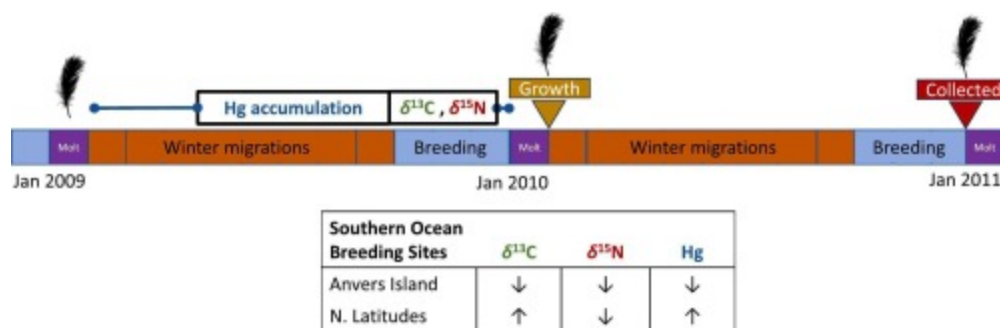 Growth
Collected
Hg accumulation δ¹³C , δ¹⁵N
Molt Winter migrations Breeding Molt Winter migrations Breeding Molt
Jan 2009 Jan 2010 Jan 2011
Southern Ocean
Breeding Sites δ¹³C δ¹⁵N Hg
Anvers Island ↓ ↓ ↓
N. Latitudes ↑ ↓ ↑